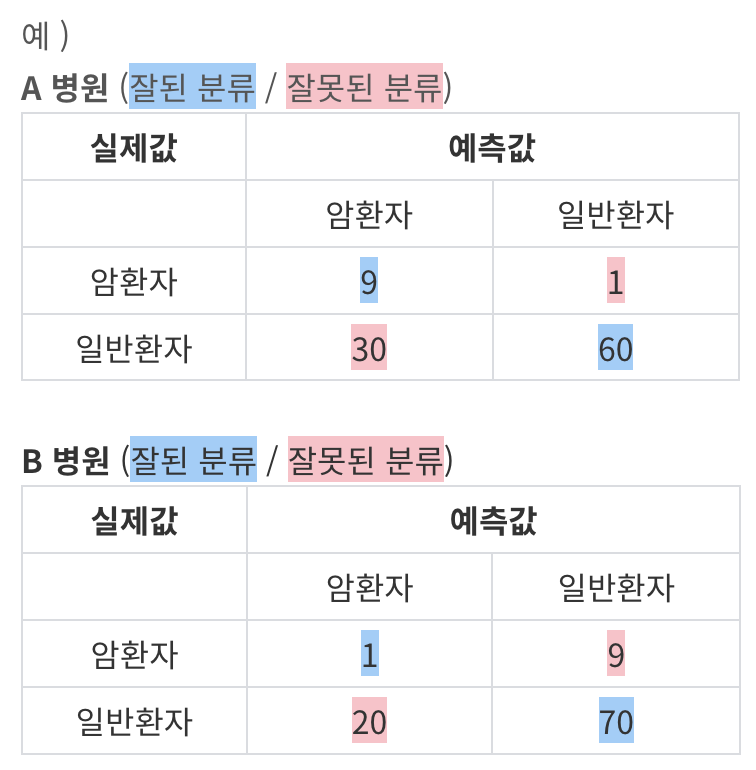 예 )
A 병원 (잘된 분류 / 잘못된 분류)
실제값 예측값
암환자 일반환자
암환자 9 1
일반환자 30 60
B 병원 (잘된 분류 / 잘못된 분류)
실제값 예측값
암환자 일반환자
암환자 1 9
일반환자 20 70